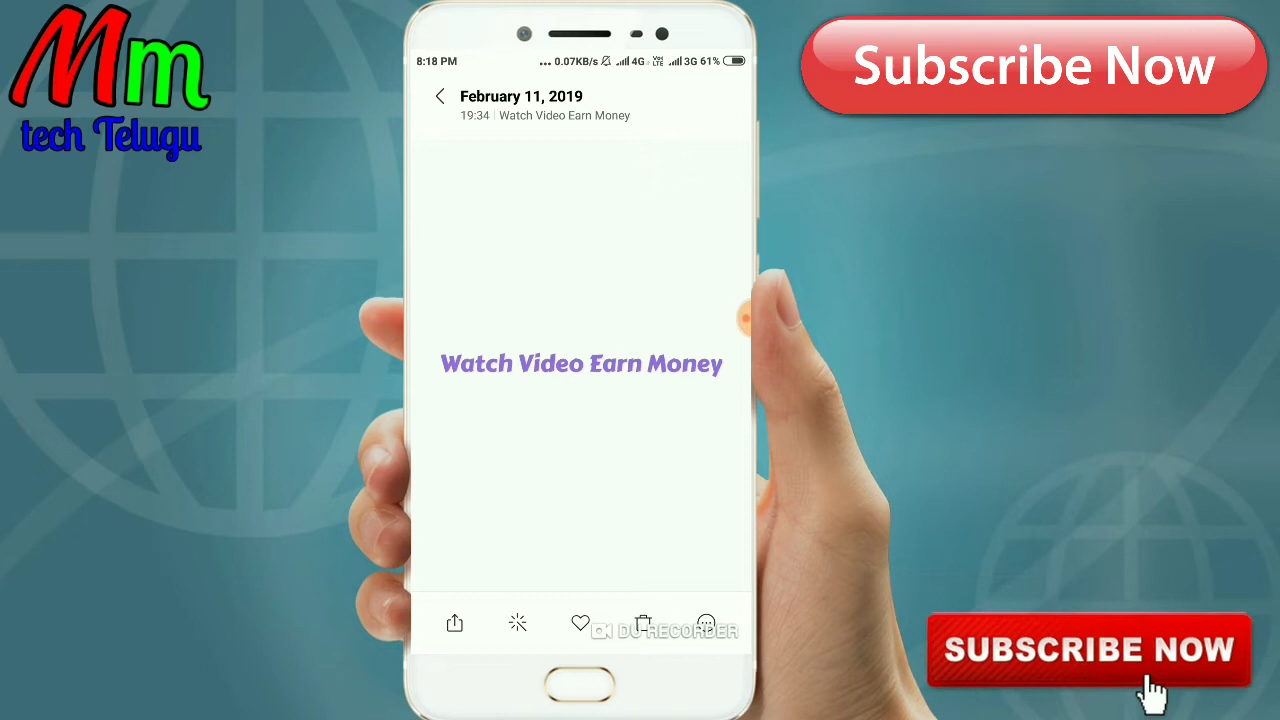 Mm
tech Telugu
Subscribe Now
8:18 PM ... 0.07KB/s 4G VoLTE 3G 61%
February 11, 2019
19:34 | Watch Video Earn Money
Watch Video Earn Money
DU RECORDER
SUBSCRIBE NOW